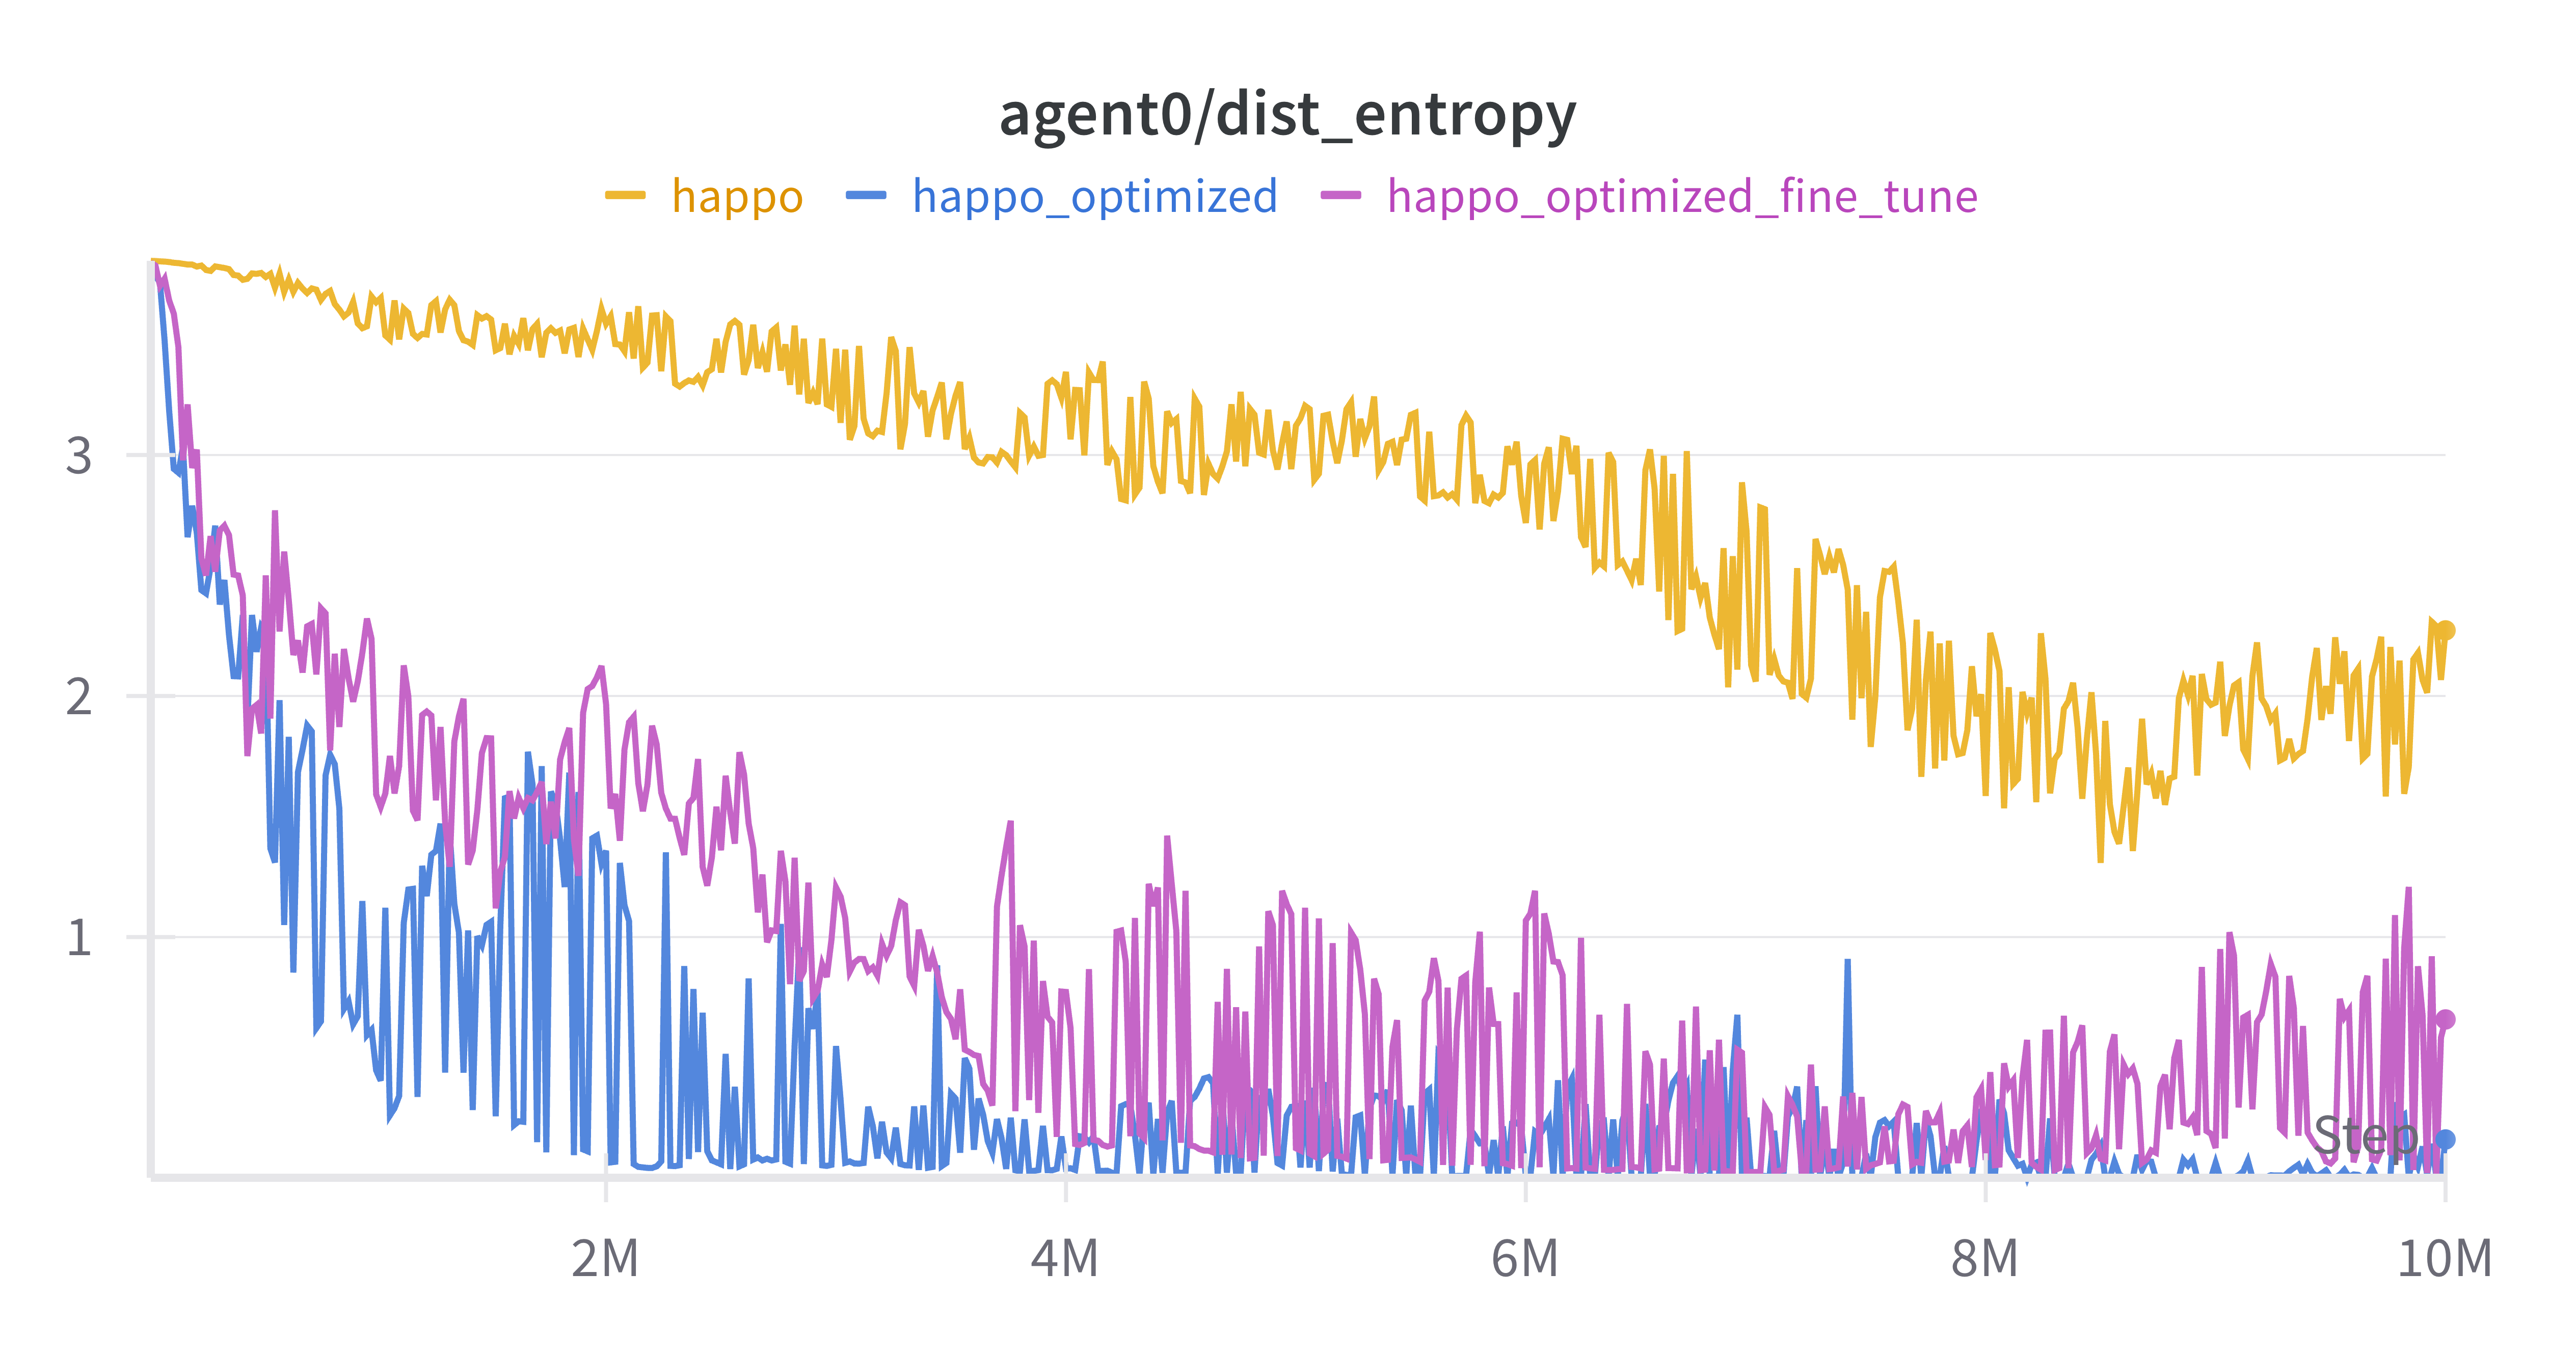 agent0/dist_entropy
happo happo_optimized happo_optimized_fine_tune
3
2
1
Step
2M 4M 6M 8M 10M